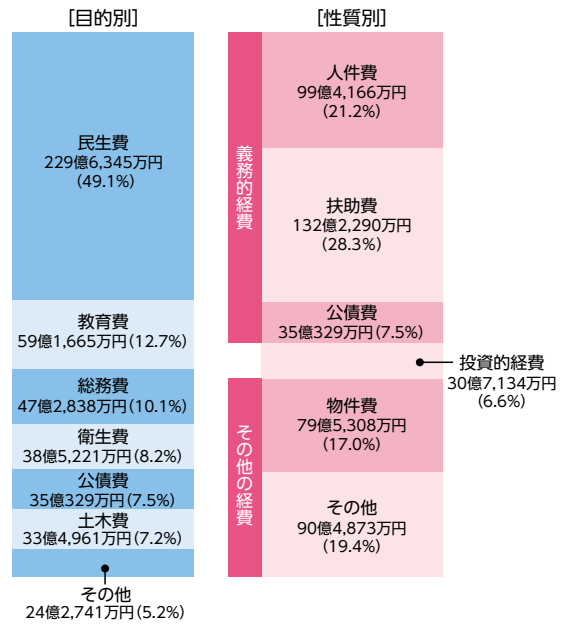 [目的別]
民生費
229億6,345万円
(49.1%)
教育費
59億1,665万円(12.7%)
総務費
47億2,838万円(10.1%)
衛生費
38億5,221万円(8.2%)
公債費
35億329万円(7.5%)
土木費
33億4,961万円(7.2%)
その他
24億2,741万円(5.2%)
[性質別]
義務的経費
人件費
99億4,166万円
(21.2%)
扶助費
132億2,290万円
(28.3%)
公債費
35億329万円(7.5%)
投資的経費
30億7,134万円
(6.6%)
その他の経費
物件費
79億5,308万円
(17.0%)
その他
90億4,873万円
(19.4%)